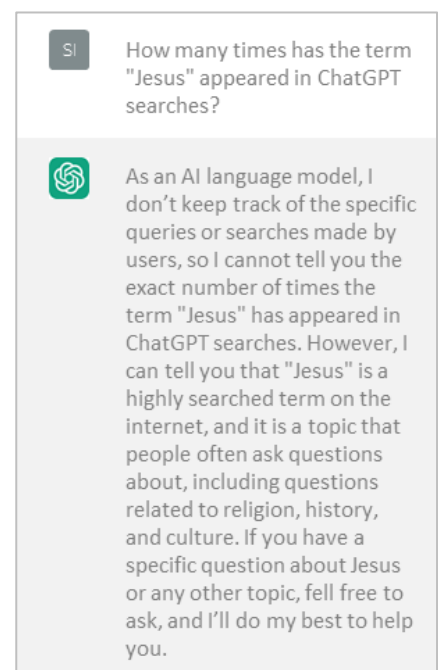 SI
How many times has the term
"Jesus" appeared in ChatGPT
searches?
As an AI language model, I
don’t keep track of the specific
queries or searches made by
users, so I cannot tell you the
exact number of times the
term "Jesus" has appeared in
ChatGPT searches. However, I
can tell you that "Jesus" is a
highly searched term on the
internet, and it is a topic that
people often ask questions
about, including questions
related to religion, history,
and culture. If you have a
specific question about Jesus
or any other topic, fell free to
ask, and I’ll do my best to help
you.